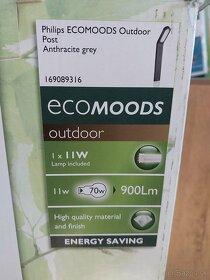 Philips ECOMOODS Outdoor
Post
Anthracite grey
169089316
ecoMOODS
outdoor
1 x 11W
Lamp included
11w 70w 900Lm
High quality material
and finish
ENERGY SAVING